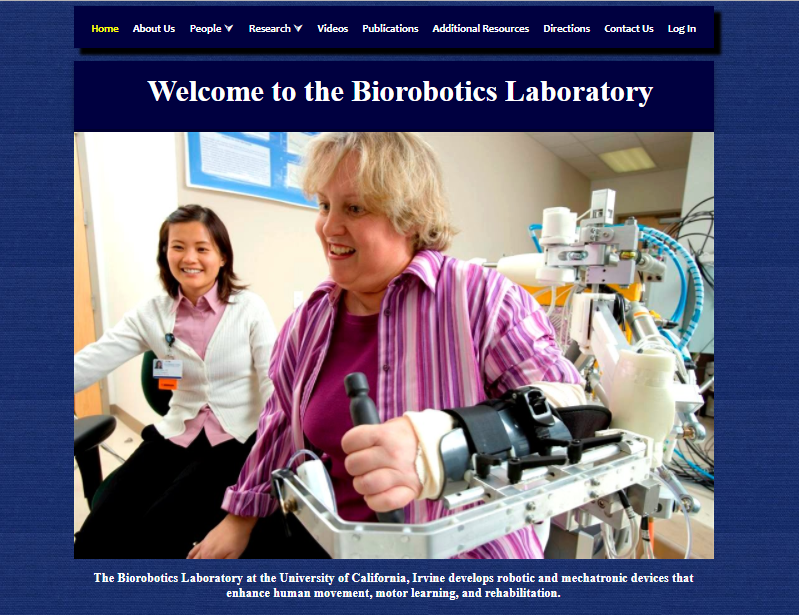 Home About Us People Research Videos Publications Additional Resources Directions Contact Us Log In
Welcome to the Biorobotics Laboratory
The Biorobotics Laboratory at the University of California, Irvine develops robotic and mechatronic devices that
enhance human movement, motor learning, and rehabilitation.